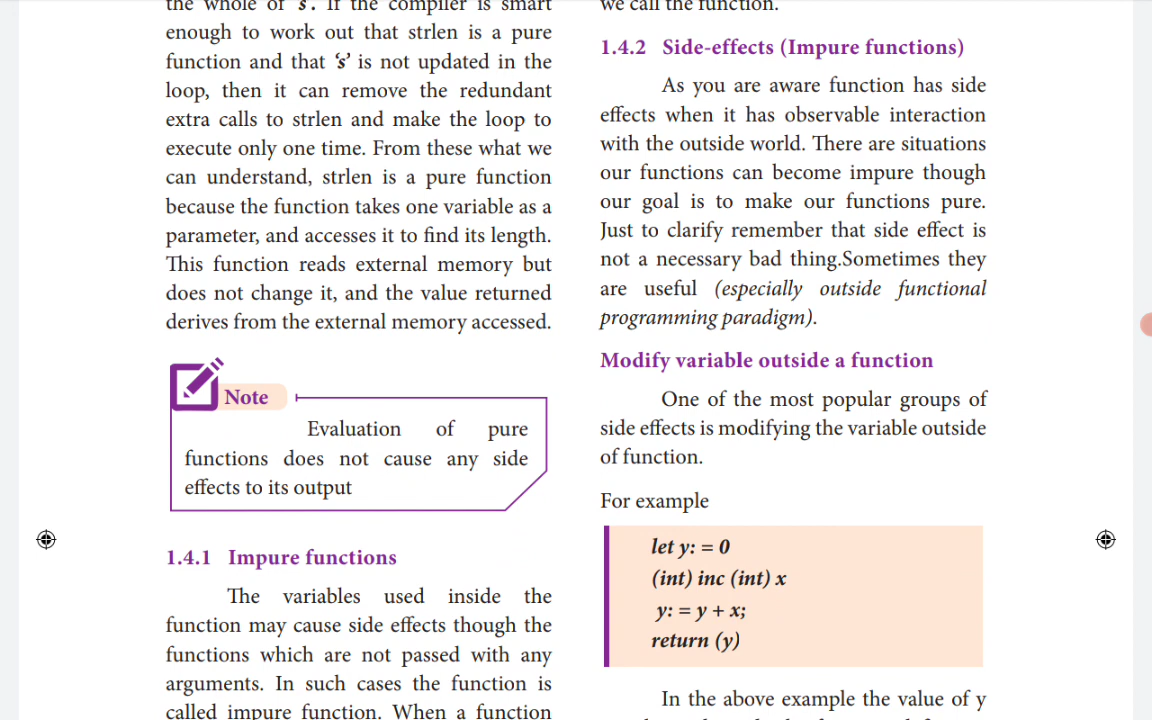 the whole of 's'. If the compiler is smart
enough to work out that strlen is a pure
function and that 's' is not updated in the
loop, then it can remove the redundant
extra calls to strlen and make the loop to
execute only one time. From these what we
can understand, strlen is a pure function
because the function takes one variable as a
parameter, and accesses it to find its length.
This function reads external memory but
does not change it, and the value returned
derives from the external memory accessed.
Note
Evaluation of pure
functions does not cause any side
effects to its output
1.4.1 Impure functions
The variables used inside the
function may cause side effects though the
functions which are not passed with any
arguments. In such cases the function is
called impure function. When a function
we call the function.
1.4.2 Side-effects (Impure functions)
As you are aware function has side
effects when it has observable interaction
with the outside world. There are situations
our functions can become impure though
our goal is to make our functions pure.
Just to clarify remember that side effect is
not a necessary bad thing.Sometimes they
are useful (especially outside functional
programming paradigm).
Modify variable outside a function
One of the most popular groups of
side effects is modifying the variable outside
of function.
For example
let y: = 0
(int) inc (int) x
y: = y + x;
return (y)
In the above example the value of y